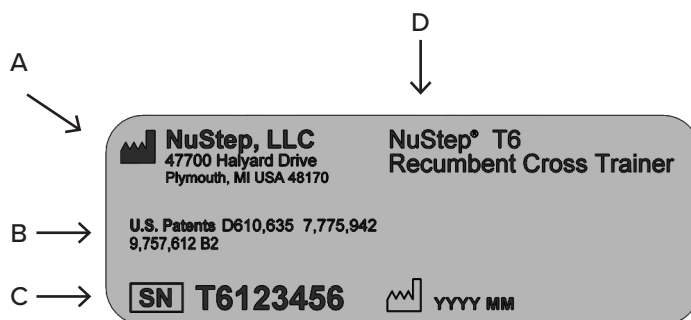 D
A
NuStep, LLC
47700 Halyard Drive
Plymouth, MI USA 48170
NuStep® T6
Recumbent Cross Trainer
B
U.S. Patents D610,635 7,775,942
9,757,612 B2
C
SN T6123456
YYYY MM